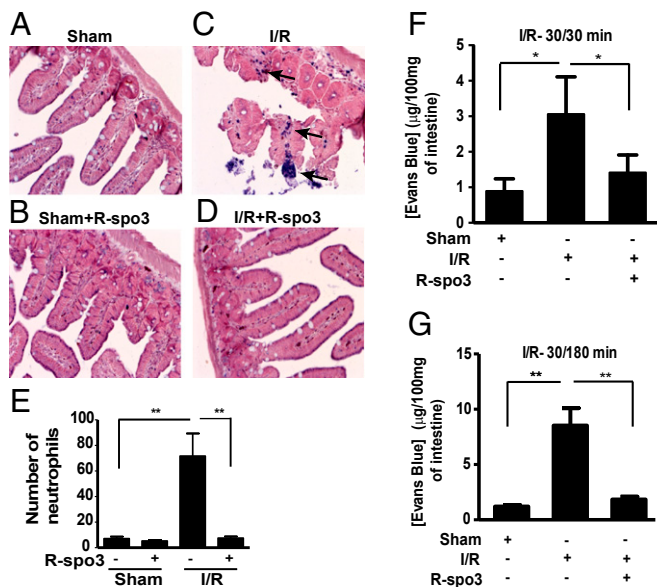 A
Sham
C
I/R
B
Sham+R-spo3
D
I/R+R-spo3
E
Number of
neutrophils
100
80
60
40
20
0
**
**
R-spo3 - + - +
Sham I/R
F
I/R- 30/30 min
[Evans Blue] (µg/100mg
of intestine)
5
4
3
2
1
0
*
*
Sham + - -
I/R - + +
R-spo3 - - +
G
I/R- 30/180 min
[Evans Blue] (µg/100mg
of intestine)
15
10
5
0
**
**
Sham + - -
I/R - + +
R-spo3 - - +